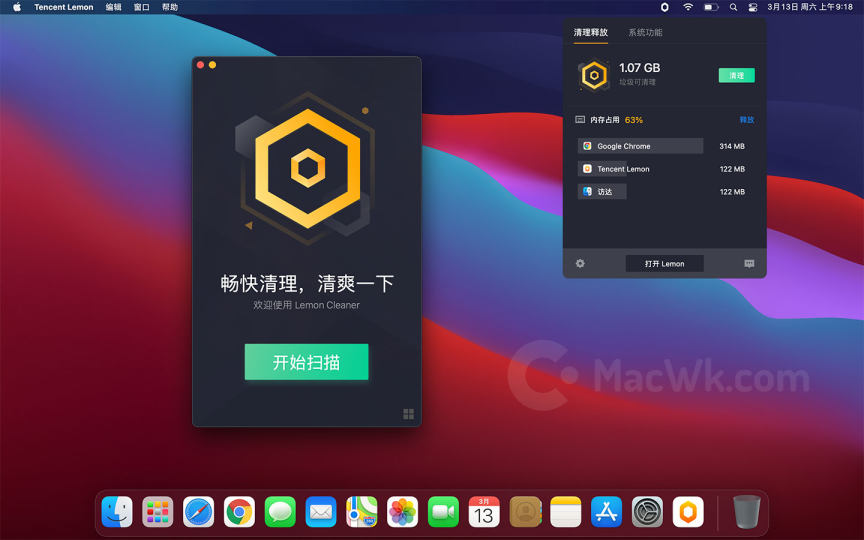 Tencent Lemon 编辑 窗口 帮助 3月13日 周六 上午9:18
畅快清理，清爽一下
欢迎使用 Lemon Cleaner
开始扫描
清理释放 系统功能
1.07 GB
垃圾可清理
清理
内存占用 63% 释放
Google Chrome 314 MB
Tencent Lemon 122 MB
访达 122 MB
打开 Lemon
MacWk.com
3月
13